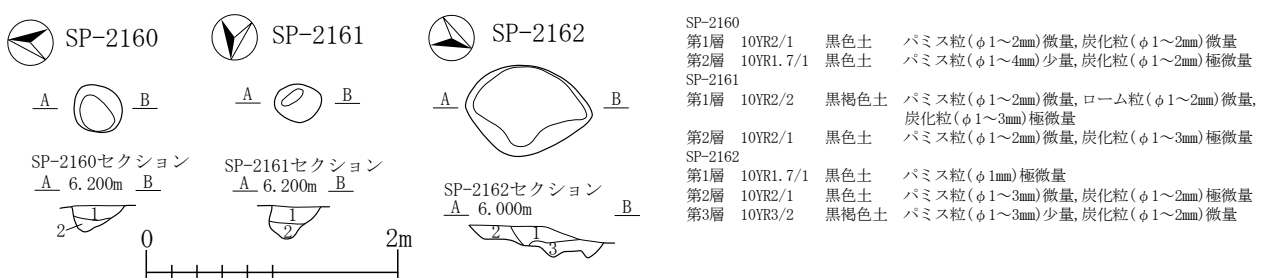 SP-2160
A B
SP-2160セクション
A 6.200m B
1
2
SP-2161
A B
SP-2161セクション
A 6.200m B
1
2
SP-2162
A B
SP-2162セクション
A 6.000m B
2 1
3
0 2m
SP-2160
第1層 10YR2/1 黒色土 パミス粒(φ1～2㎜)微量,炭化粒(φ1～2㎜)微量
第2層 10YR1.7/1 黒色土 パミス粒(φ1～4㎜)少量,炭化粒(φ1～2㎜)極微量
SP-2161
第1層 10YR2/2 黒褐色土 パミス粒(φ1～2㎜)微量,ローム粒(φ1～2㎜)微量,
炭化粒(φ1～3㎜)極微量
第2層 10YR2/1 黒色土 パミス粒(φ1～2㎜)微量,炭化粒(φ1～3㎜)極微量
SP-2162
第1層 10YR1.7/1 黒色土 パミス粒(φ1㎜)極微量
第2層 10YR2/1 黒色土 パミス粒(φ1～3㎜)微量,炭化粒(φ1～2㎜)極微量
第3層 10YR3/2 黒褐色土 パミス粒(φ1～3㎜)少量,炭化粒(φ1～2㎜)微量